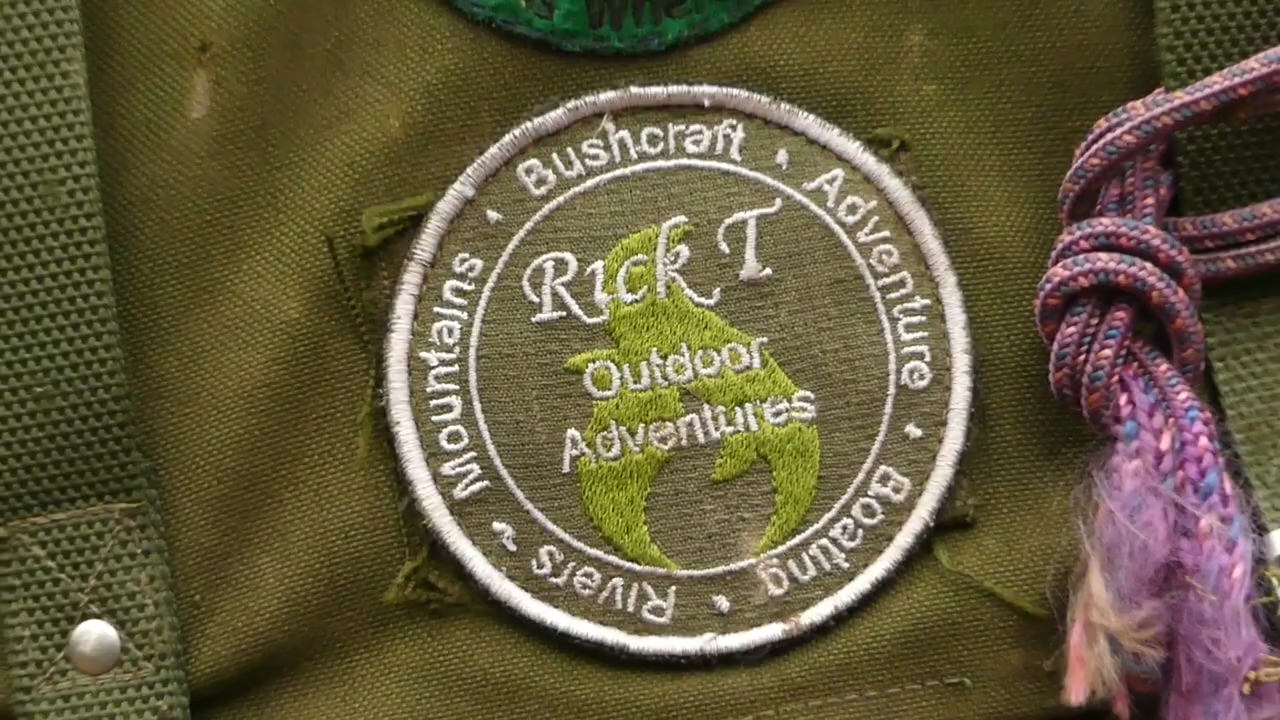 Bushcraft • Adventure • Boating • Rivers • Mountains •
Rick T
Outdoor
Adventures